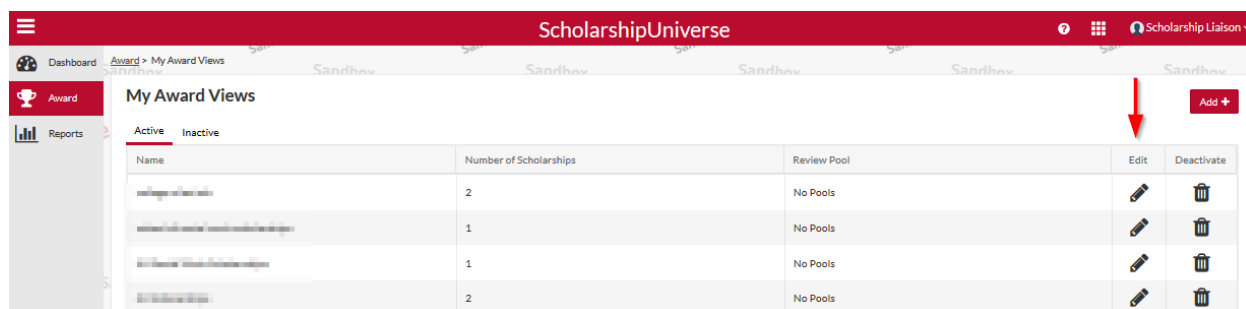 ScholarshipUniverse
? Scholarship Liaison
Dashboard
Award > My Award Views
Sandbox Sandbox Sandbox Sandbox Sandbox
Award
My Award Views
Add +
Reports
Active Inactive
Name Number of Scholarships Review Pool Edit Deactivate
2 No Pools
1 No Pools
1 No Pools
2 No Pools